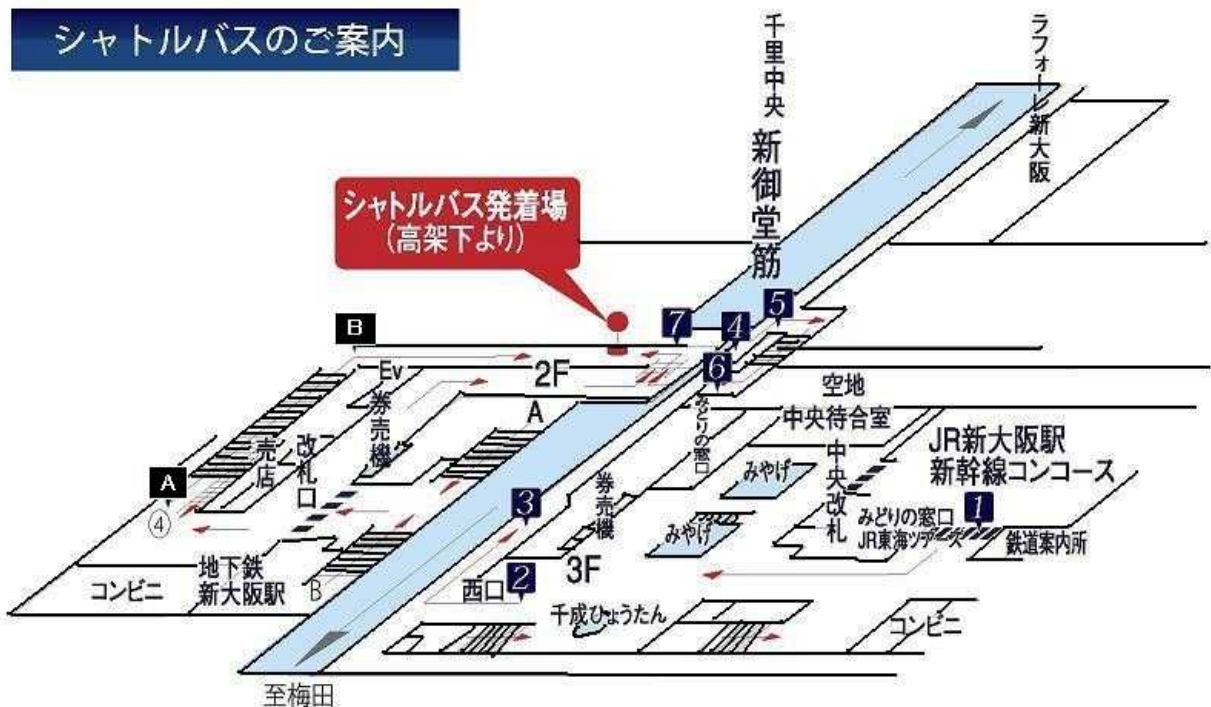 シャトルバスのご案内
千里中央
新御堂筋
ラフォーレ新大阪
シャトルバス発着場
(高架下より)
B
7
4
5
6
Ev
2F
A
券売機
改札口
売店
A
④
みどりの窓口
空地
中央待合室
中央改札
JR新大阪駅
新幹線コンコース
みやげ
みやげ
券売機
3
1
みどりの窓口
JR東海ツアーズ
鉄道案内所
地下鉄
新大阪駅
コンビニ
B
西口
2
3F
千成ひょうたん
コンビニ
至梅田